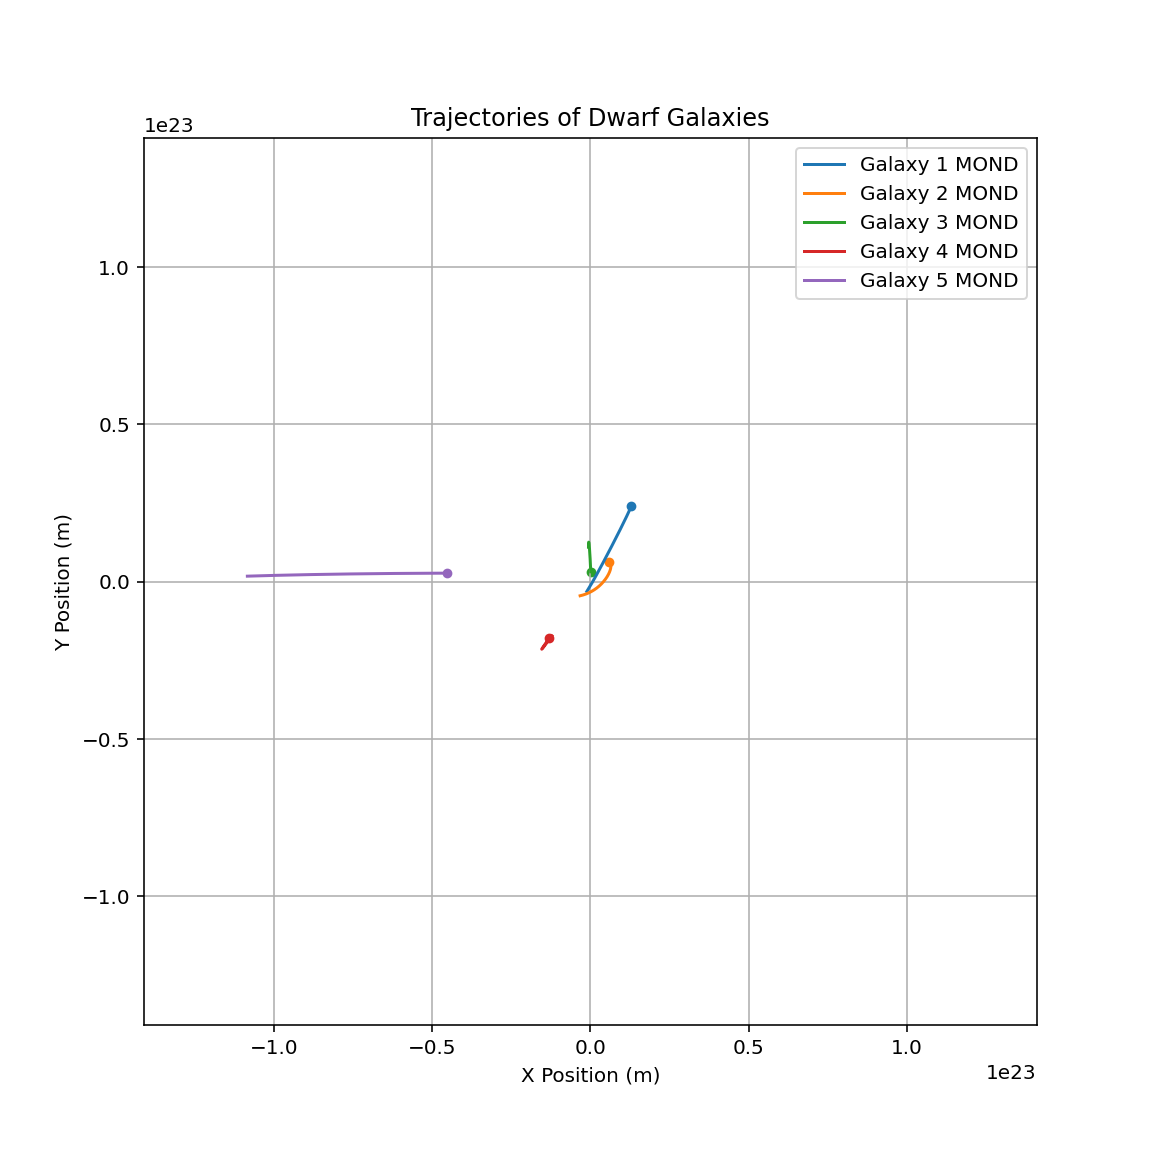 Trajectories of Dwarf Galaxies
1e23
Galaxy 1 MOND
Galaxy 2 MOND
Galaxy 3 MOND
Galaxy 4 MOND
Galaxy 5 MOND
1.0
0.5
0.0
−0.5
−1.0
Y Position (m)
−1.0
−0.5
0.0
0.5
1.0
1e23
X Position (m)